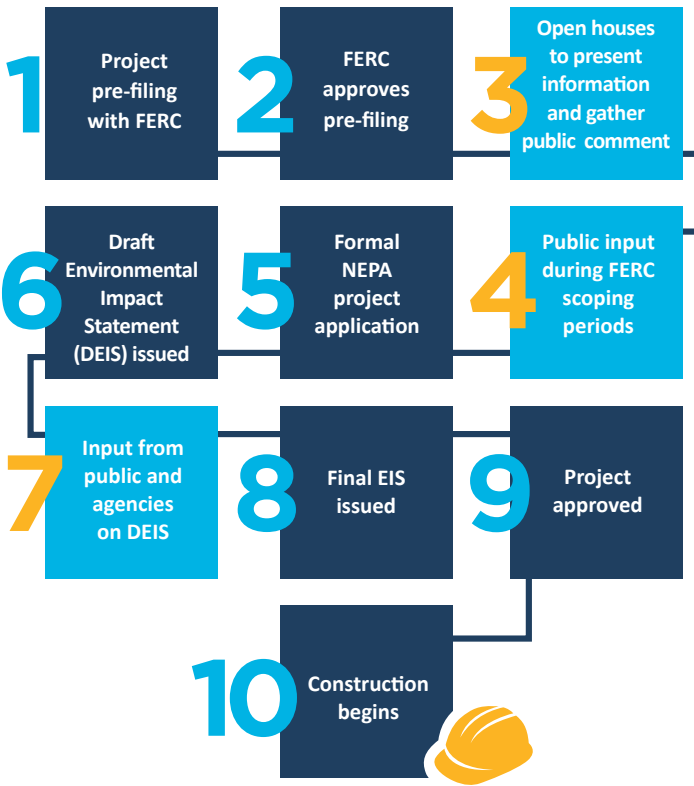 1
Project
pre-filing
with FERC
2
FERC
approves
pre-filing
3
Open houses
to present
information
and gather
public comment
4
Public input
during FERC
scoping
periods
5
Formal
NEPA
project
application
6
Draft
Environmental
Impact
Statement
(DEIS) issued
7
Input from
public and
agencies
on DEIS
8
Final EIS
issued
9
Project
approved
10
Construction
begins